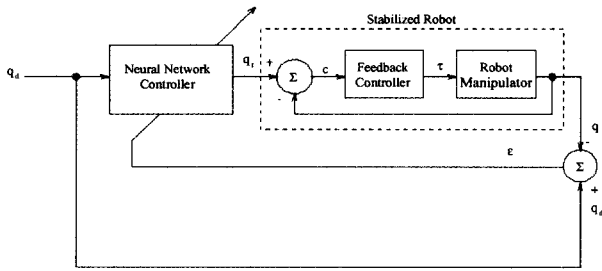 Stabilized Robot
q_d
Neural Network
Controller
q_r
+
Σ
-
c
Feedback
Controller
τ
Robot
Manipulator
q
-
ε
Σ
+
q_d